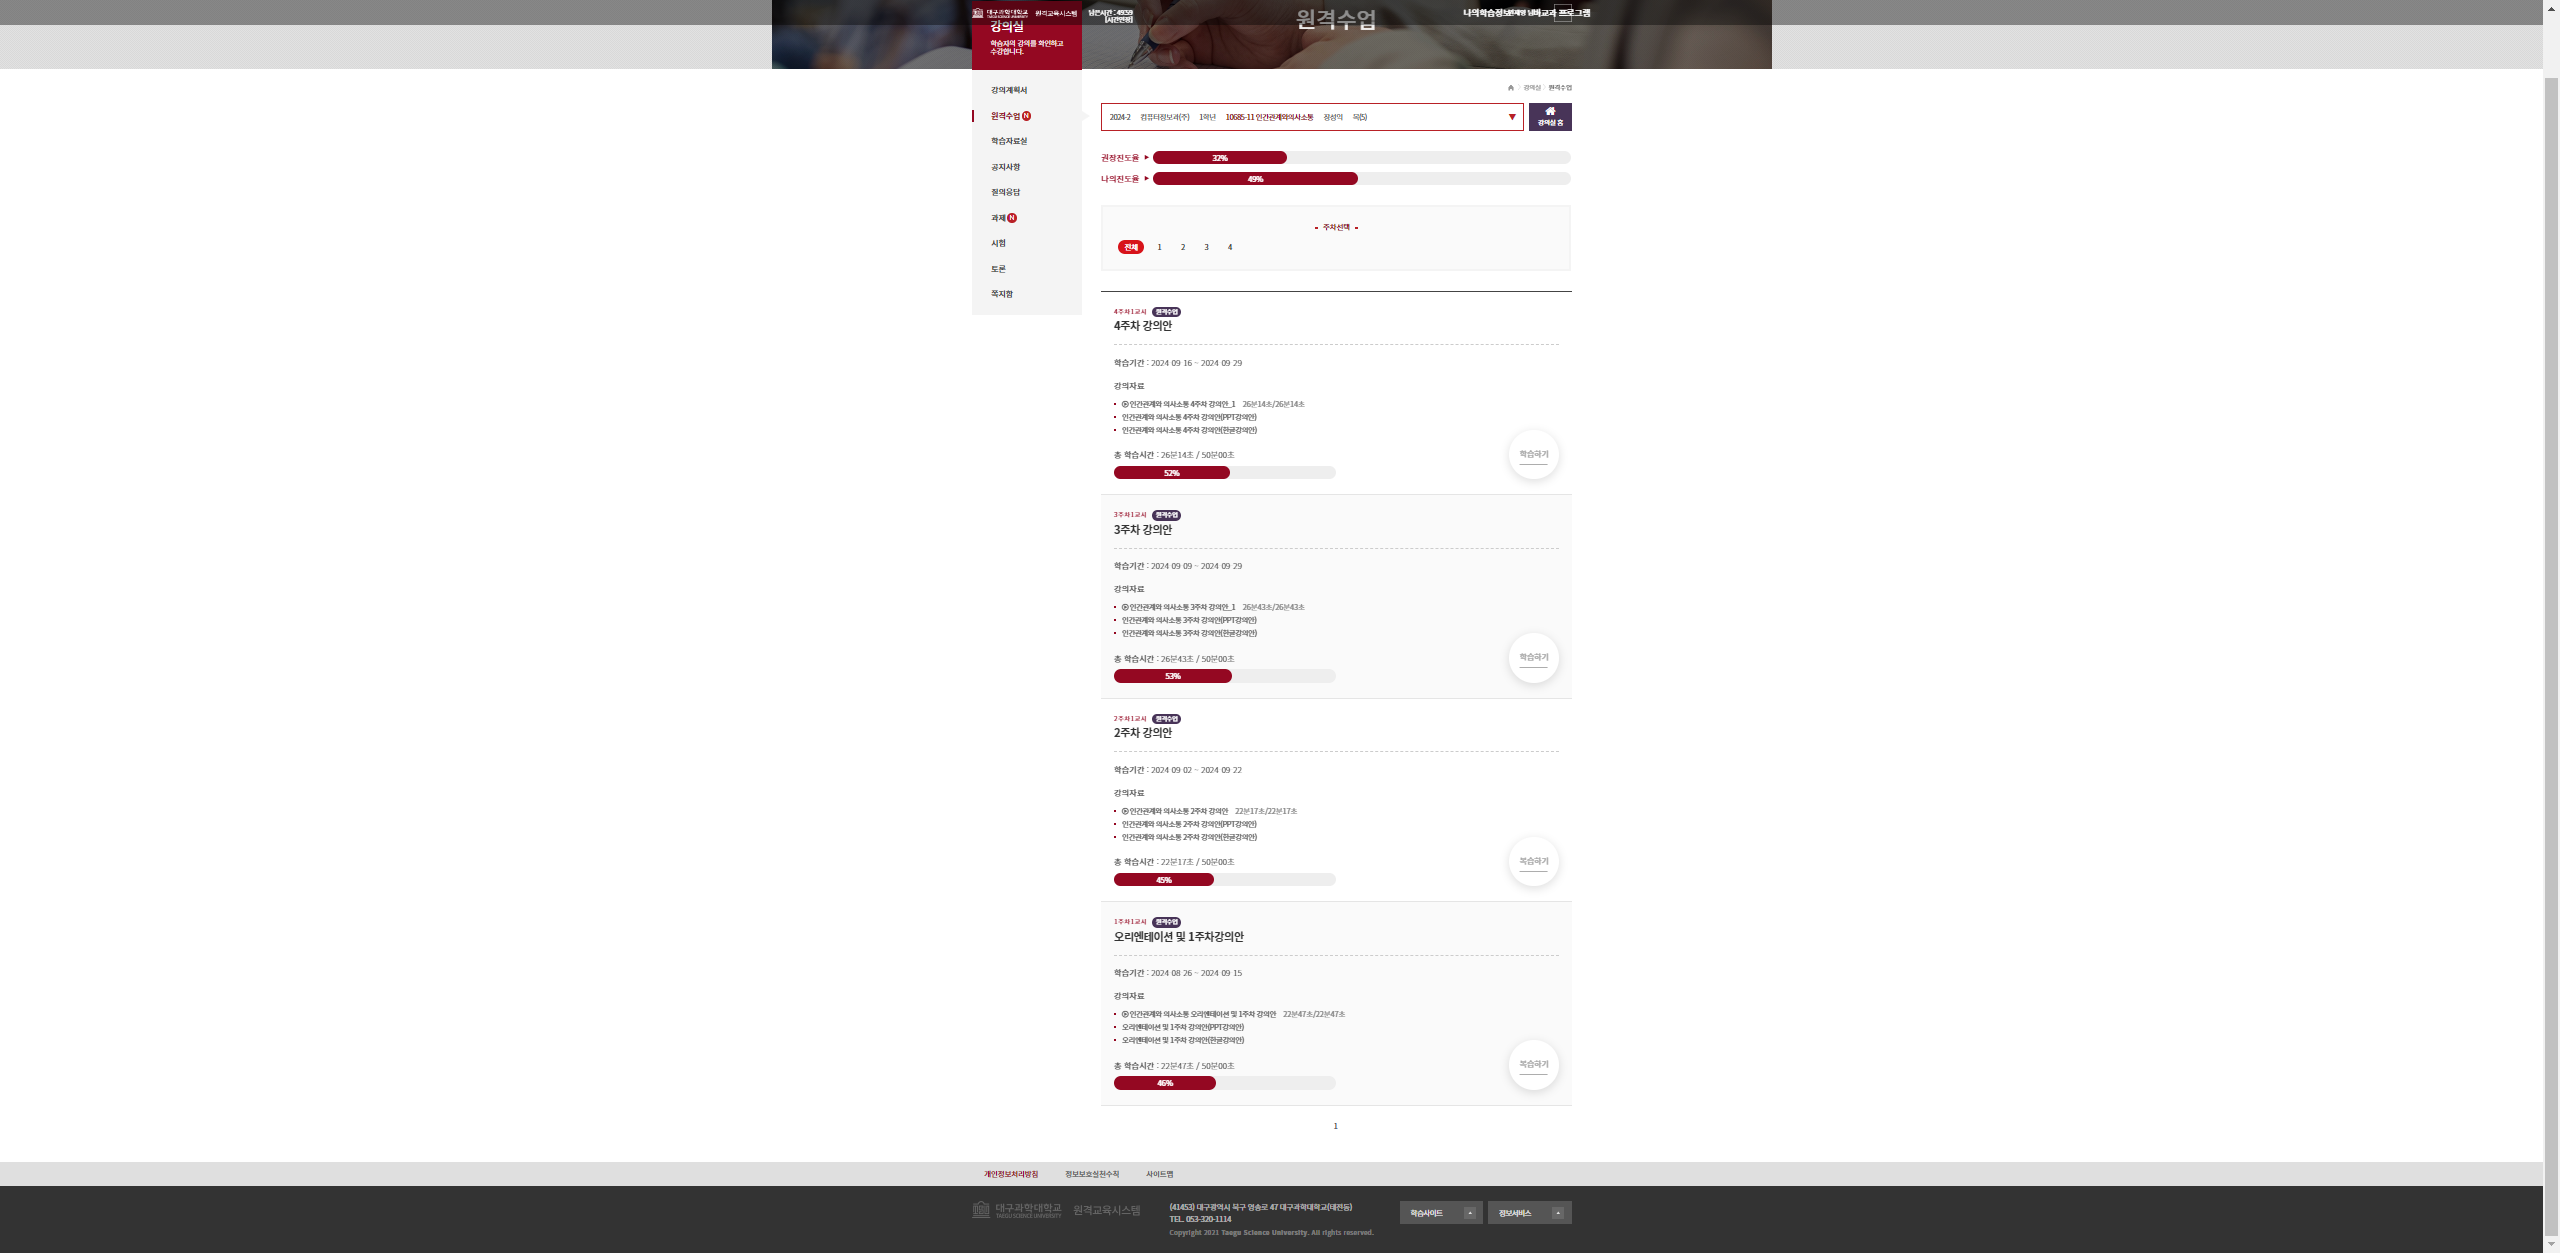 대구과학대학교 원격교육시스템
TAEGU SCIENCE UNIVERSITY
남은시간 : 49:59
[시간연장]
원격수업
나의학습정보
비교과 프로그램
강의실
학습자의 강의를 확인하고
수강합니다.
강의계획서
원격수업 N
학습자료실
공지사항
질의응답
과제 N
시험
토론
쪽지함
강의실 원격수업
2024-2 컴퓨터정보과(주) 1학년 10685-11 인간관계와의사소통 장성익 목(5)
강의실 홈
권장진도율 32%
나의진도율 49%
주차선택
전체 1 2 3 4
4주차1교시 원격수업
4주차 강의안
학습기간 : 2024 09 16 ~ 2024 09 29
강의자료
인간관계와 의사소통 4주차 강의안_1 26분14초/26분14초
인간관계와 의사소통 4주차 강의안(PPT강의안)
인간관계와 의사소통 4주차 강의안(한글강의안)
총 학습시간 : 26분14초 / 50분00초
52%
학습하기
3주차1교시 원격수업
3주차 강의안
학습기간 : 2024 09 09 ~ 2024 09 29
강의자료
인간관계와 의사소통 3주차 강의안_1 26분43초/26분43초
인간관계와 의사소통 3주차 강의안(PPT강의안)
인간관계와 의사소통 3주차 강의안(한글강의안)
총 학습시간 : 26분43초 / 50분00초
53%
학습하기
2주차1교시 원격수업
2주차 강의안
학습기간 : 2024 09 02 ~ 2024 09 22
강의자료
인간관계와 의사소통 2주차 강의안 22분17초/22분17초
인간관계와 의사소통 2주차 강의안(PPT강의안)
인간관계와 의사소통 2주차 강의안(한글강의안)
총 학습시간 : 22분17초 / 50분00초
45%
복습하기
1주차1교시 원격수업
오리엔테이션 및 1주차강의안
학습기간 : 2024 08 26 ~ 2024 09 15
강의자료
인간관계와 의사소통 오리엔테이션 및 1주차 강의안 22분47초/22분47초
오리엔테이션 및 1주차 강의안(PPT강의안)
오리엔테이션 및 1주차 강의안(한글강의안)
총 학습시간 : 22분47초 / 50분00초
46%
복습하기
1
개인정보처리방침 정보보호실천수칙 사이트맵
대구과학대학교 원격교육시스템
TAEGU SCIENCE UNIVERSITY
(41453) 대구광역시 북구 영송로 47 대구과학대학교(태전동)
TEL. 053-320-1114
Copyright 2021 Taegu Science University. All rights reserved.
학습사이트
정보서비스